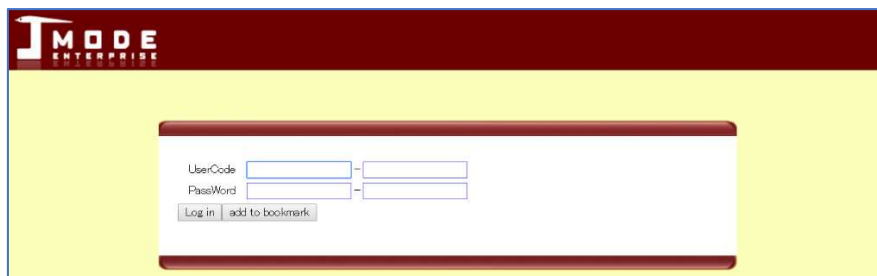 J MODE
ENTERPRISE
UserCode -
PassWord -
Log in add to bookmark